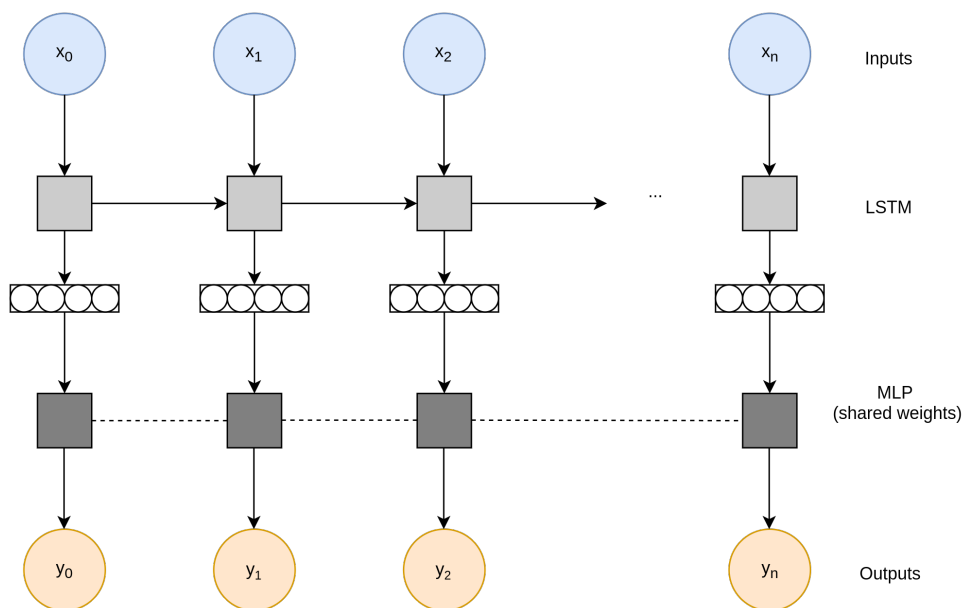 x0 x1 x2 xn Inputs
... LSTM
MLP
(shared weights)
y0 y1 y2 yn Outputs